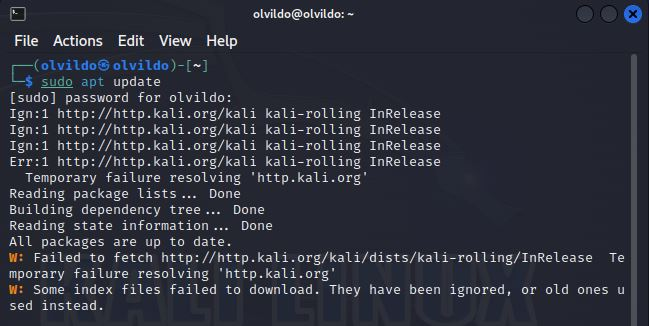 olvildo@olvildo: ~
File Actions Edit View Help
┌──(olvildo㉿olvildo)-[~]
└─$ sudo apt update
[sudo] password for olvildo:
Ign:1 http://http.kali.org/kali kali-rolling InRelease
Ign:1 http://http.kali.org/kali kali-rolling InRelease
Ign:1 http://http.kali.org/kali kali-rolling InRelease
Err:1 http://http.kali.org/kali kali-rolling InRelease
  Temporary failure resolving 'http.kali.org'
Reading package lists... Done
Building dependency tree... Done
Reading state information... Done
All packages are up to date.
W: Failed to fetch http://http.kali.org/kali/dists/kali-rolling/InRelease  Te
mporary failure resolving 'http.kali.org'
W: Some index files failed to download. They have been ignored, or old ones u
sed instead.
KALI LINUX